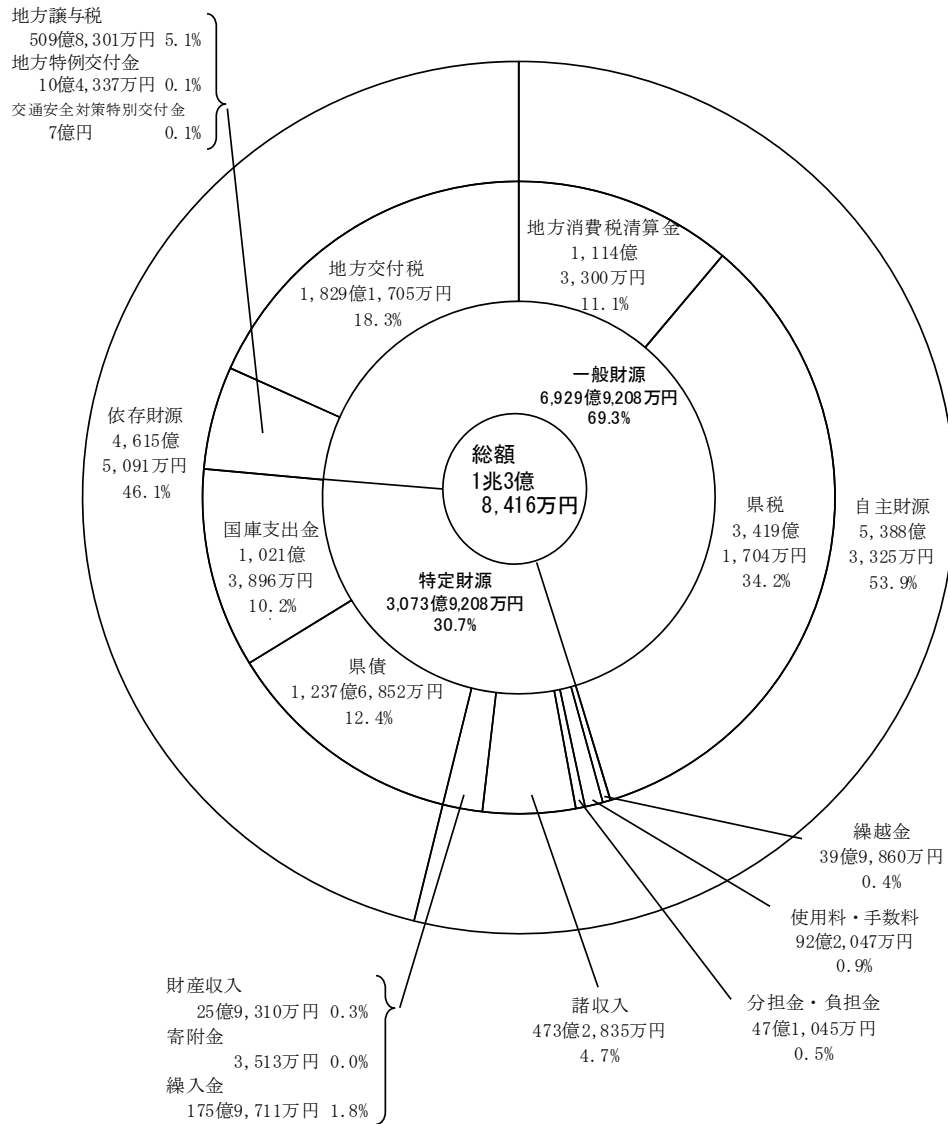 地方譲与税
509億8,301万円 5.1%
地方特例交付金
10億4,337万円 0.1%
交通安全対策特別交付金
7億円 0.1%
地方消費税清算金
1,114億
3,300万円
11.1%
地方交付税
1,829億1,705万円
18.3%
一般財源
6,929億9,208万円
69.3%
依存財源
4,615億
5,091万円
46.1%
総額
1兆3億
8,416万円
県税
3,419億
1,704万円
34.2%
自主財源
5,388億
3,325万円
53.9%
国庫支出金
1,021億
3,896万円
10.2%
特定財源
3,073億9,208万円
30.7%
県債
1,237億6,852万円
12.4%
繰越金
39億9,860万円
0.4%
使用料・手数料
92億2,047万円
0.9%
分担金・負担金
47億1,045万円
0.5%
諸収入
473億2,835万円
4.7%
財産収入
25億9,310万円 0.3%
寄附金
3,513万円 0.0%
繰入金
175億9,711万円 1.8%